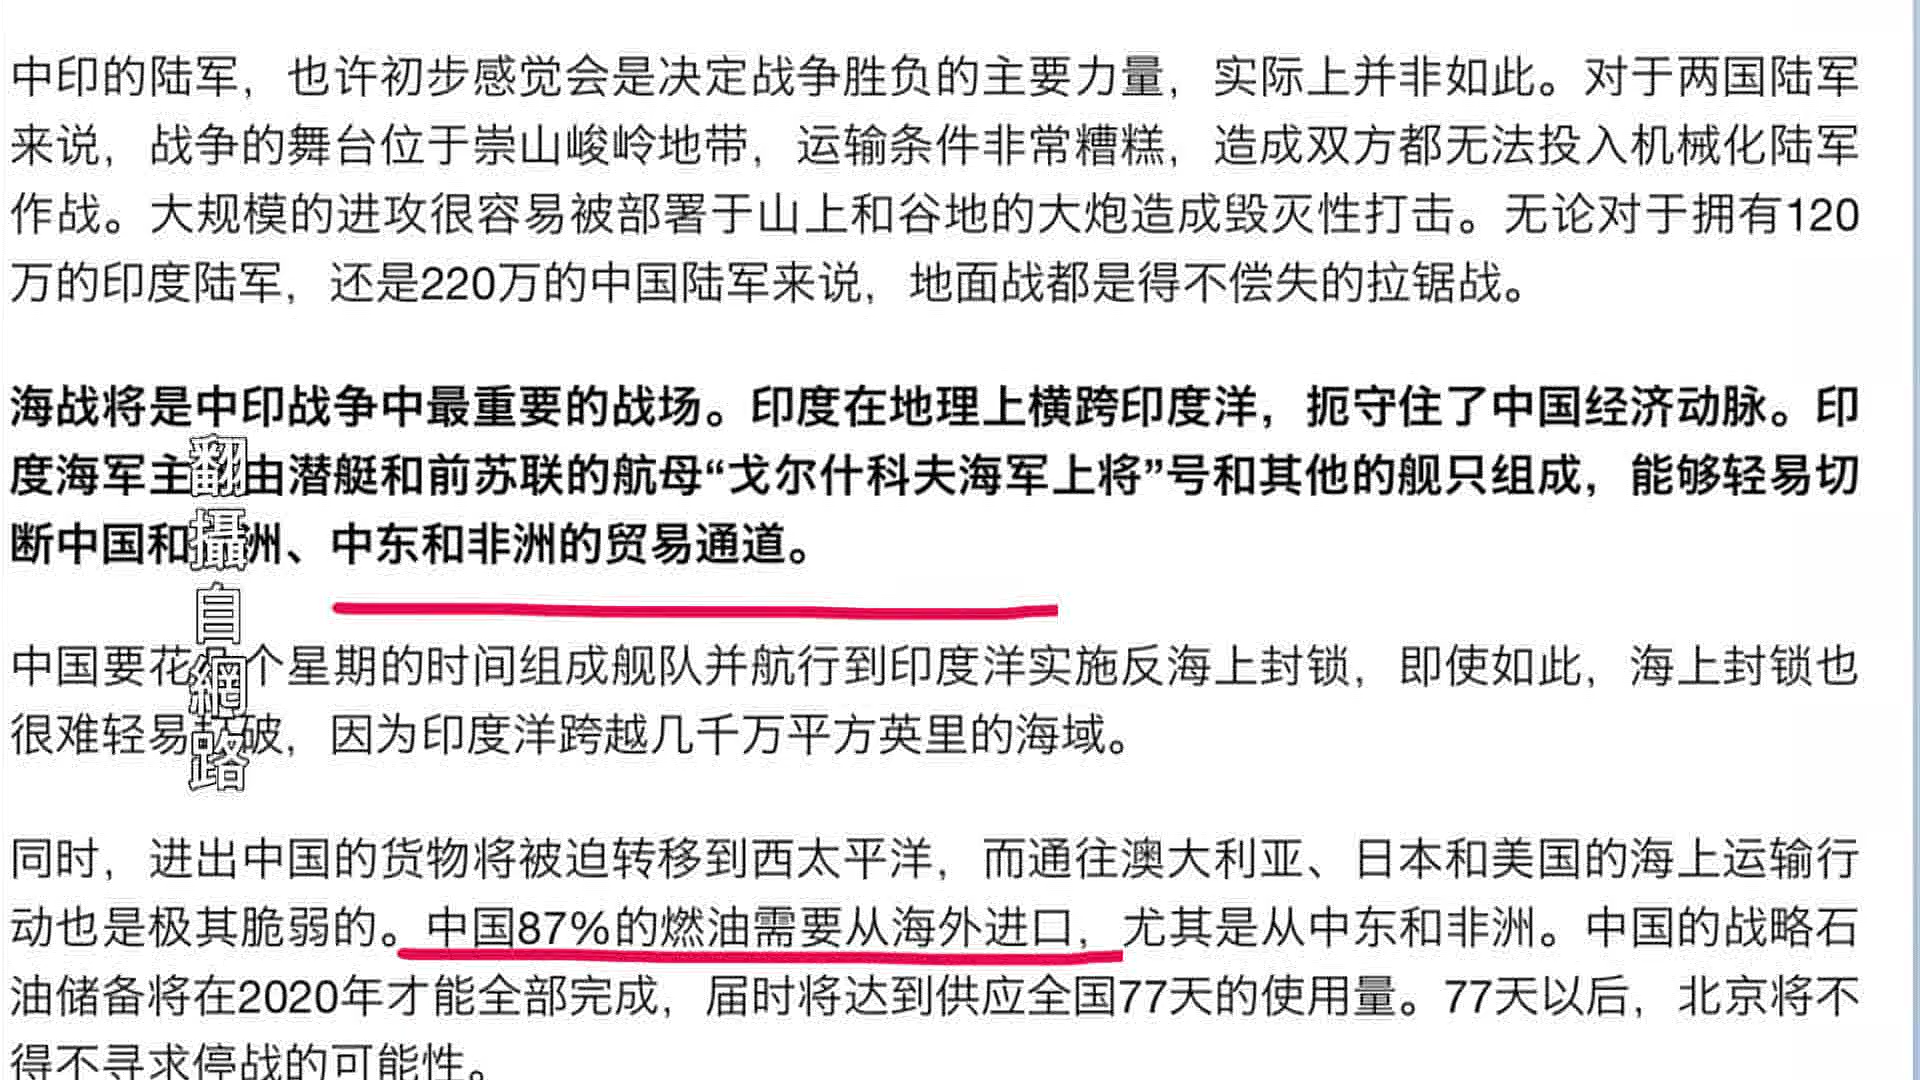 中印的陆军，也许初步感觉会是决定战争胜负的主要力量，实际上并非如此。对于两国陆军
来说，战争的舞台位于崇山峻岭地带，运输条件非常糟糕，造成双方都无法投入机械化陆军
作战。大规模的进攻很容易被部署于山上和谷地的大炮造成毁灭性打击。无论对于拥有120
万的印度陆军，还是220万的中国陆军来说，地面战都是得不偿失的拉锯战。
海战将是中印战争中最重要的战场。印度在地理上横跨印度洋，扼守住了中国经济动脉。印
度海军主由潜艇和前苏联的航母“戈尔什科夫海军上将”号和其他的舰只组成，能够轻易切
断中国和洲、中东和非洲的贸易通道。
中国要花个星期的时间组成舰队并航行到印度洋实施反海上封锁，即使如此，海上封锁也
很难轻易破，因为印度洋跨越几千万平方英里的海域。
同时，进出中国的货物将被迫转移到西太平洋，而通往澳大利亚、日本和美国的海上运输行
动也是极其脆弱的。中国87%的燃油需要从海外进口，尤其是从中东和非洲。中国的战略石
油储备将在2020年才能全部完成，届时将达到供应全国77天的使用量。77天以后，北京将不
得不寻求停战的可能性。
翻攝自網路